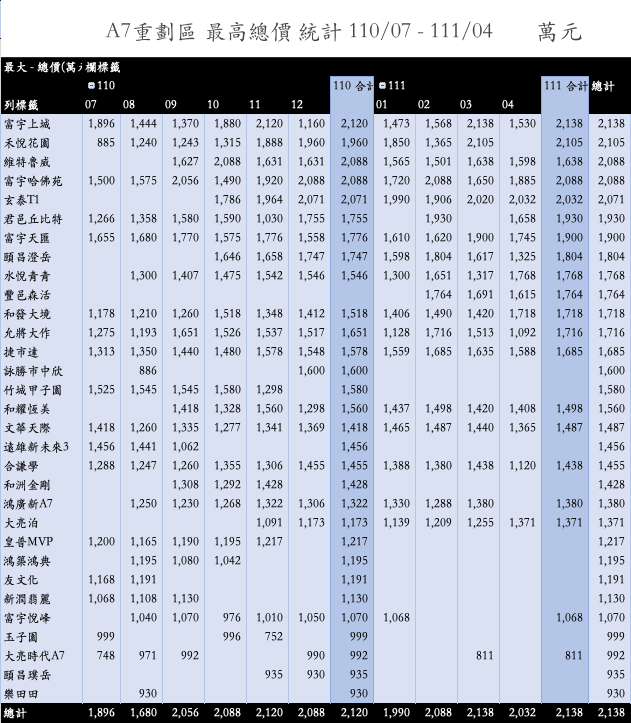 A7重劃區 最高總價 統計 110/07 - 111/04 萬元
最大 - 總價(萬元 欄標籤
110 110 合計 111 111 合計 總計
列標籤 07 08 09 10 11 12 01 02 03 04
富宇上城 1,896 1,444 1,370 1,880 2,120 1,160 2,120 1,473 1,568 2,138 1,530 2,138 2,138
禾悅花園 885 1,240 1,243 1,315 1,888 1,960 1,960 1,850 1,365 2,105 2,105 2,105
維特魯威 1,627 2,088 1,631 1,631 2,088 1,565 1,501 1,638 1,598 1,638 2,088
富宇哈佛苑 1,500 1,575 2,056 1,490 1,920 2,088 2,088 1,720 2,088 1,650 1,885 2,088 2,088
玄泰T1 1,786 1,964 2,071 2,071 1,990 1,906 2,020 2,032 2,032 2,071
君邑丘比特 1,266 1,358 1,580 1,590 1,030 1,755 1,755 1,930 1,658 1,930 1,930
富宇天匯 1,655 1,680 1,770 1,575 1,776 1,558 1,776 1,610 1,620 1,900 1,745 1,900 1,900
頤昌澄岳 1,646 1,658 1,747 1,747 1,598 1,804 1,617 1,325 1,804 1,804
水悅青青 1,300 1,407 1,475 1,542 1,546 1,546 1,300 1,651 1,317 1,768 1,768 1,768
豐邑森活 1,764 1,691 1,615 1,764 1,764
和發大境 1,178 1,210 1,260 1,518 1,348 1,412 1,518 1,406 1,490 1,420 1,718 1,718 1,718
允將大作 1,275 1,193 1,651 1,526 1,537 1,517 1,651 1,128 1,716 1,513 1,092 1,716 1,716
捷市達 1,313 1,350 1,440 1,480 1,578 1,548 1,578 1,559 1,685 1,635 1,588 1,685 1,685
詠勝市中欣 886 1,600 1,600 1,600
竹城甲子園 1,525 1,545 1,545 1,580 1,298 1,580 1,580
和耀恆美 1,418 1,328 1,560 1,298 1,560 1,437 1,498 1,420 1,408 1,498 1,560
文華天際 1,418 1,260 1,335 1,277 1,341 1,369 1,418 1,465 1,487 1,440 1,365 1,487 1,487
遠雄新未來3 1,456 1,441 1,062 1,456 1,456
合謙學 1,288 1,247 1,260 1,355 1,306 1,455 1,455 1,388 1,380 1,438 1,120 1,438 1,455
和洲金剛 1,308 1,292 1,428 1,428 1,428
鴻廣新A7 1,250 1,230 1,268 1,322 1,306 1,322 1,330 1,288 1,380 1,380 1,380
大亮泊 1,091 1,173 1,173 1,139 1,209 1,255 1,371 1,371 1,371
皇普MVP 1,200 1,165 1,190 1,195 1,217 1,217 1,217
鴻築鴻典 1,195 1,080 1,042 1,195 1,195
友文化 1,168 1,191 1,191 1,191
新潤翡麗 1,068 1,108 1,130 1,130 1,130
富宇悅峰 1,040 1,070 976 1,010 1,050 1,070 1,068 1,068 1,070
玉子園 999 996 752 999 999
大亮時代A7 748 971 992 990 992 811 811 992
頤昌璞岳 935 930 935 935
樂田田 930 930 930
總計 1,896 1,680 2,056 2,088 2,120 2,088 2,120 1,990 2,088 2,138 2,032 2,138 2,138